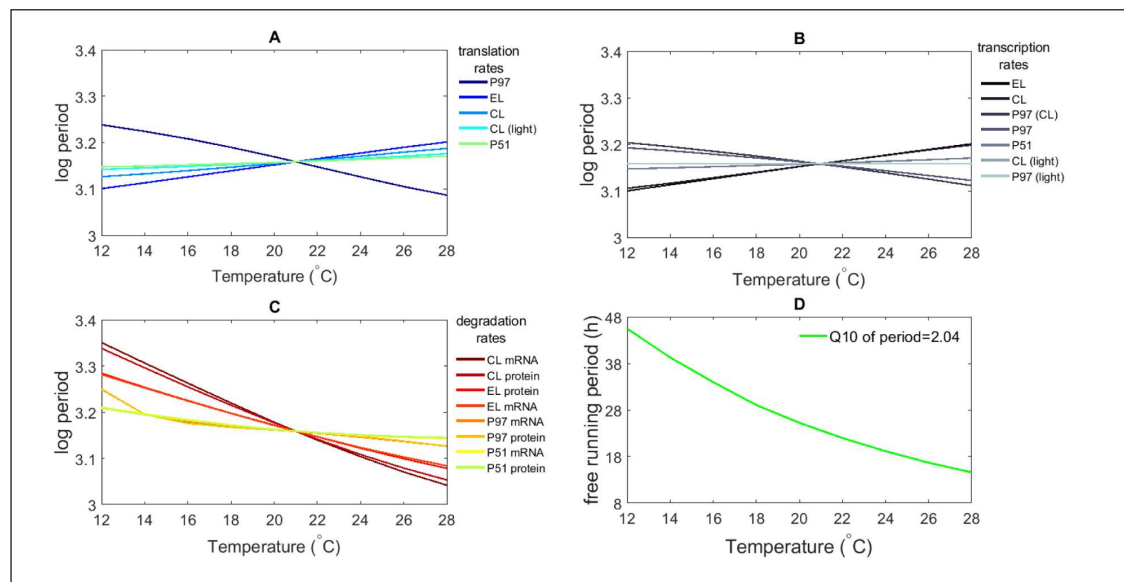 A
log period
3.4
3.3
3.2
3.1
3
12 14 16 18 20 22 24 26 28
Temperature (°C)
translation
rates
P97
EL
CL
CL (light)
P51
B
log period
3.4
3.3
3.2
3.1
3
12 14 16 18 20 22 24 26 28
Temperature (°C)
transcription
rates
EL
CL
P97 (CL)
P97
P51
CL (light)
P97 (light)
C
log period
3.4
3.3
3.2
3.1
3
12 14 16 18 20 22 24 26 28
Temperature (°C)
degradation
rates
CL mRNA
CL protein
EL protein
EL mRNA
P97 mRNA
P97 protein
P51 mRNA
P51 protein
D
free running period (h)
48
38
28
18
8
12 14 16 18 20 22 24 26 28
Temperature (°C)
Q10 of period=2.04